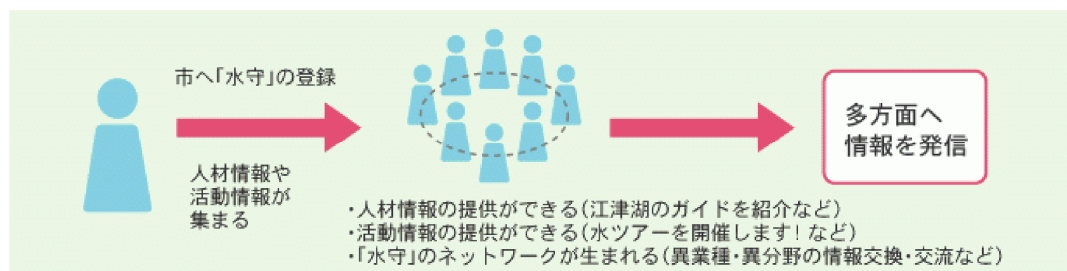 市へ「水守」の登録
人材情報や
活動情報が
集まる
・人材情報の提供ができる（江津湖のガイドを紹介など）
・活動情報の提供ができる（水ツアーを開催します！など）
・「水守」のネットワークが生まれる（異業種・異分野の情報交換・交流など）
多方面へ
情報を発信